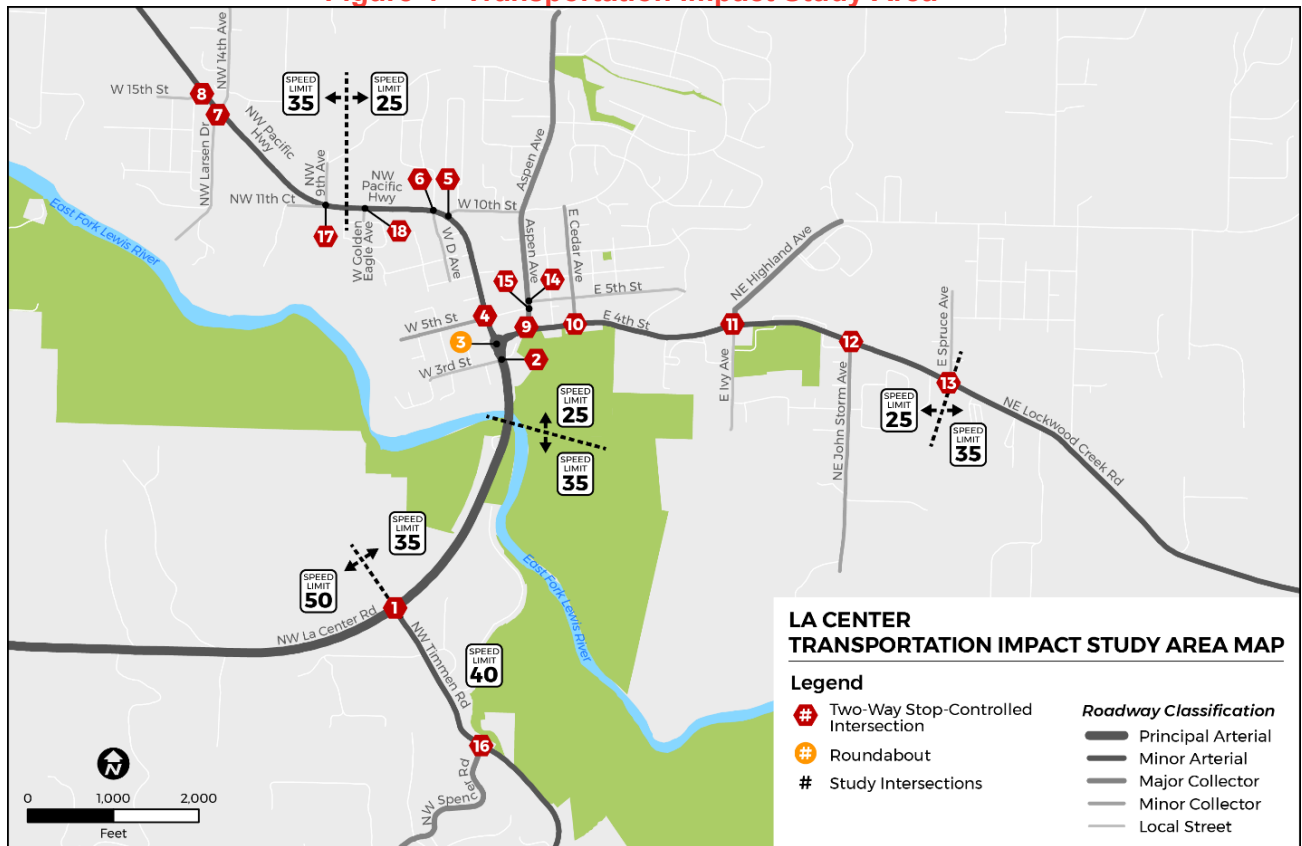 Figure 1 - Transportation Impact Study Area
W 15th St
8
7
NW 14th Ave
SPEED
LIMIT
35
SPEED
LIMIT
25
NW Larsen Dr
NW Pacific
Hwy
NW
9th Ave
NW 11th Ct
NW
Pacific
Hwy
6
5
W 10th St
Aspen Ave
Aspen Ave
E Cedar Ave
17
18
W Golden
Eagle Ave
W D Ave
East Fork Lewis River
15
14
E 5th St
NE Highland Ave
W 5th St
4
9
10
E 4th St
11
3
2
W 3rd St
E Ivy Ave
12
NE John Storm Ave
E Spruce Ave
13
SPEED
LIMIT
25
SPEED
LIMIT
35
NE Lockwood Creek Rd
SPEED
LIMIT
25
SPEED
LIMIT
35
SPEED
LIMIT
35
SPEED
LIMIT
50
1
NW La Center Rd
NW Timmen Rd
SPEED
LIMIT
40
East Fork Lewis River
16
NW Spencer Rd
N
0 1,000 2,000
Feet
LA CENTER
TRANSPORTATION IMPACT STUDY AREA MAP
Legend
# Two-Way Stop-Controlled
Intersection
# Roundabout
# Study Intersections
Roadway Classification
Principal Arterial
Minor Arterial
Major Collector
Minor Collector
Local Street